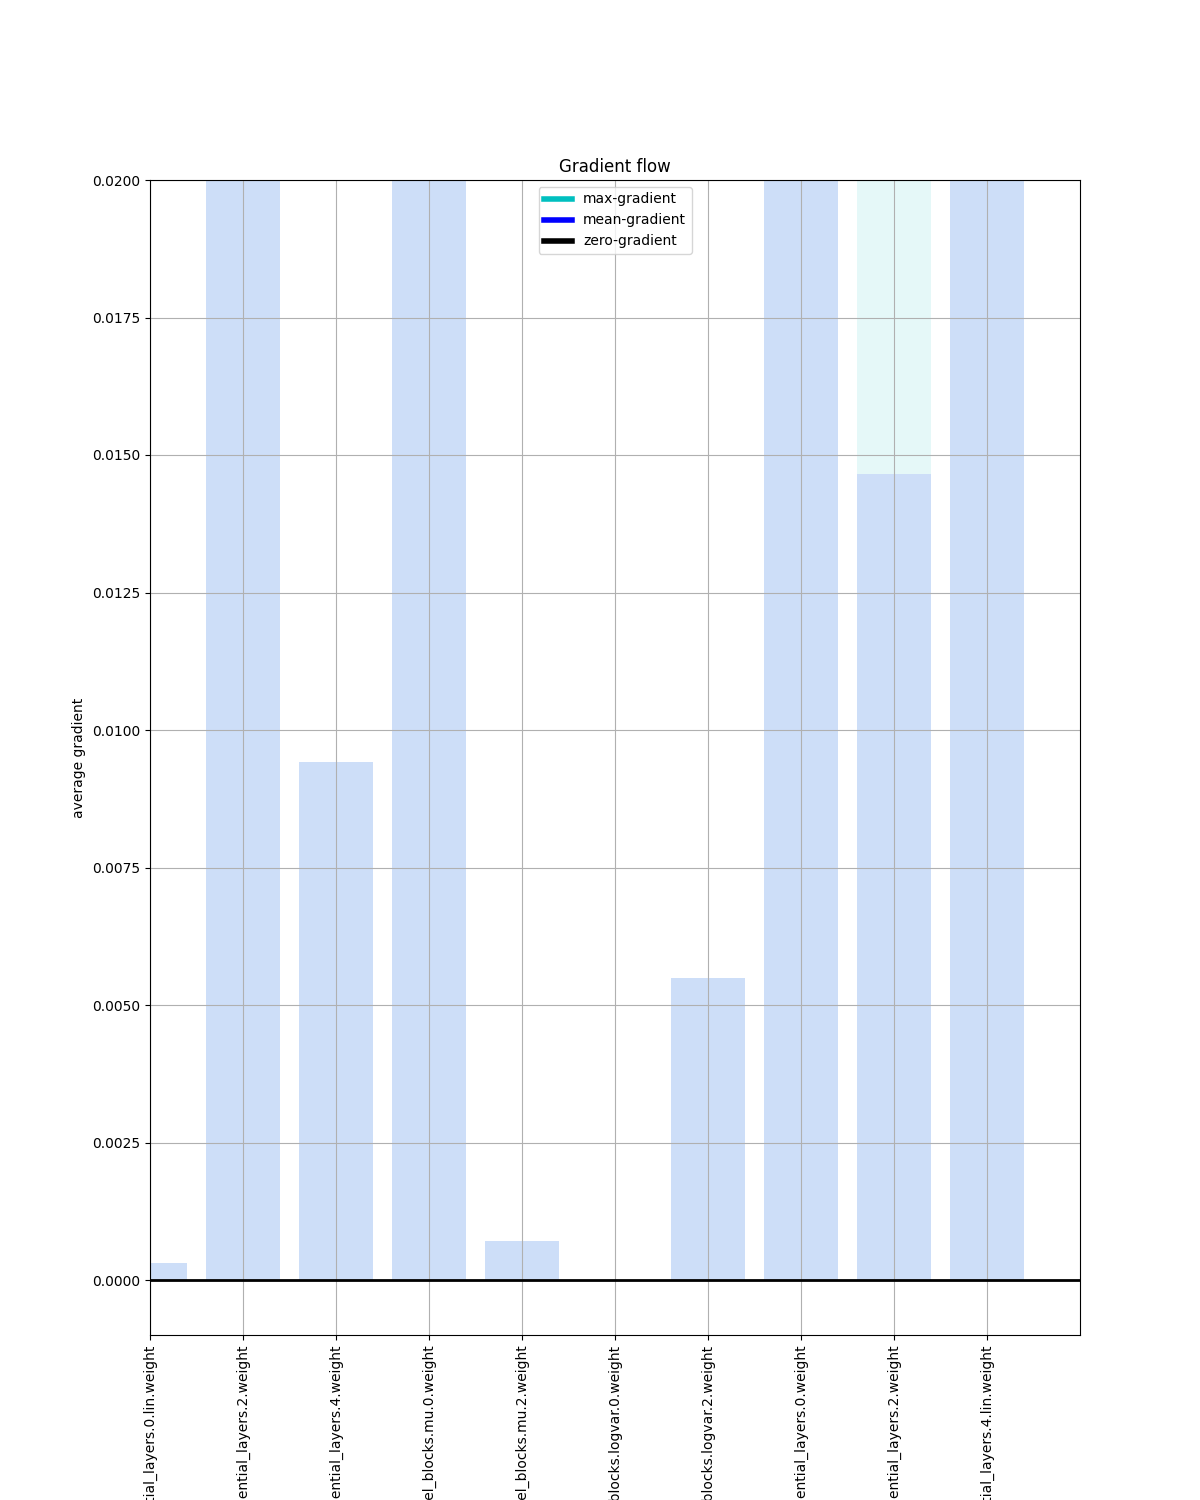 Gradient flow
max-gradient
mean-gradient
zero-gradient
0.0200
0.0175
0.0150
0.0125
0.0100
0.0075
0.0050
0.0025
0.0000
average gradient
tial_layers.0.lin.weight
ential_layers.2.weight
ential_layers.4.weight
el_blocks.mu.0.weight
el_blocks.mu.2.weight
blocks.logvar.0.weight
blocks.logvar.2.weight
ential_layers.0.weight
ential_layers.2.weight
tial_layers.4.lin.weight